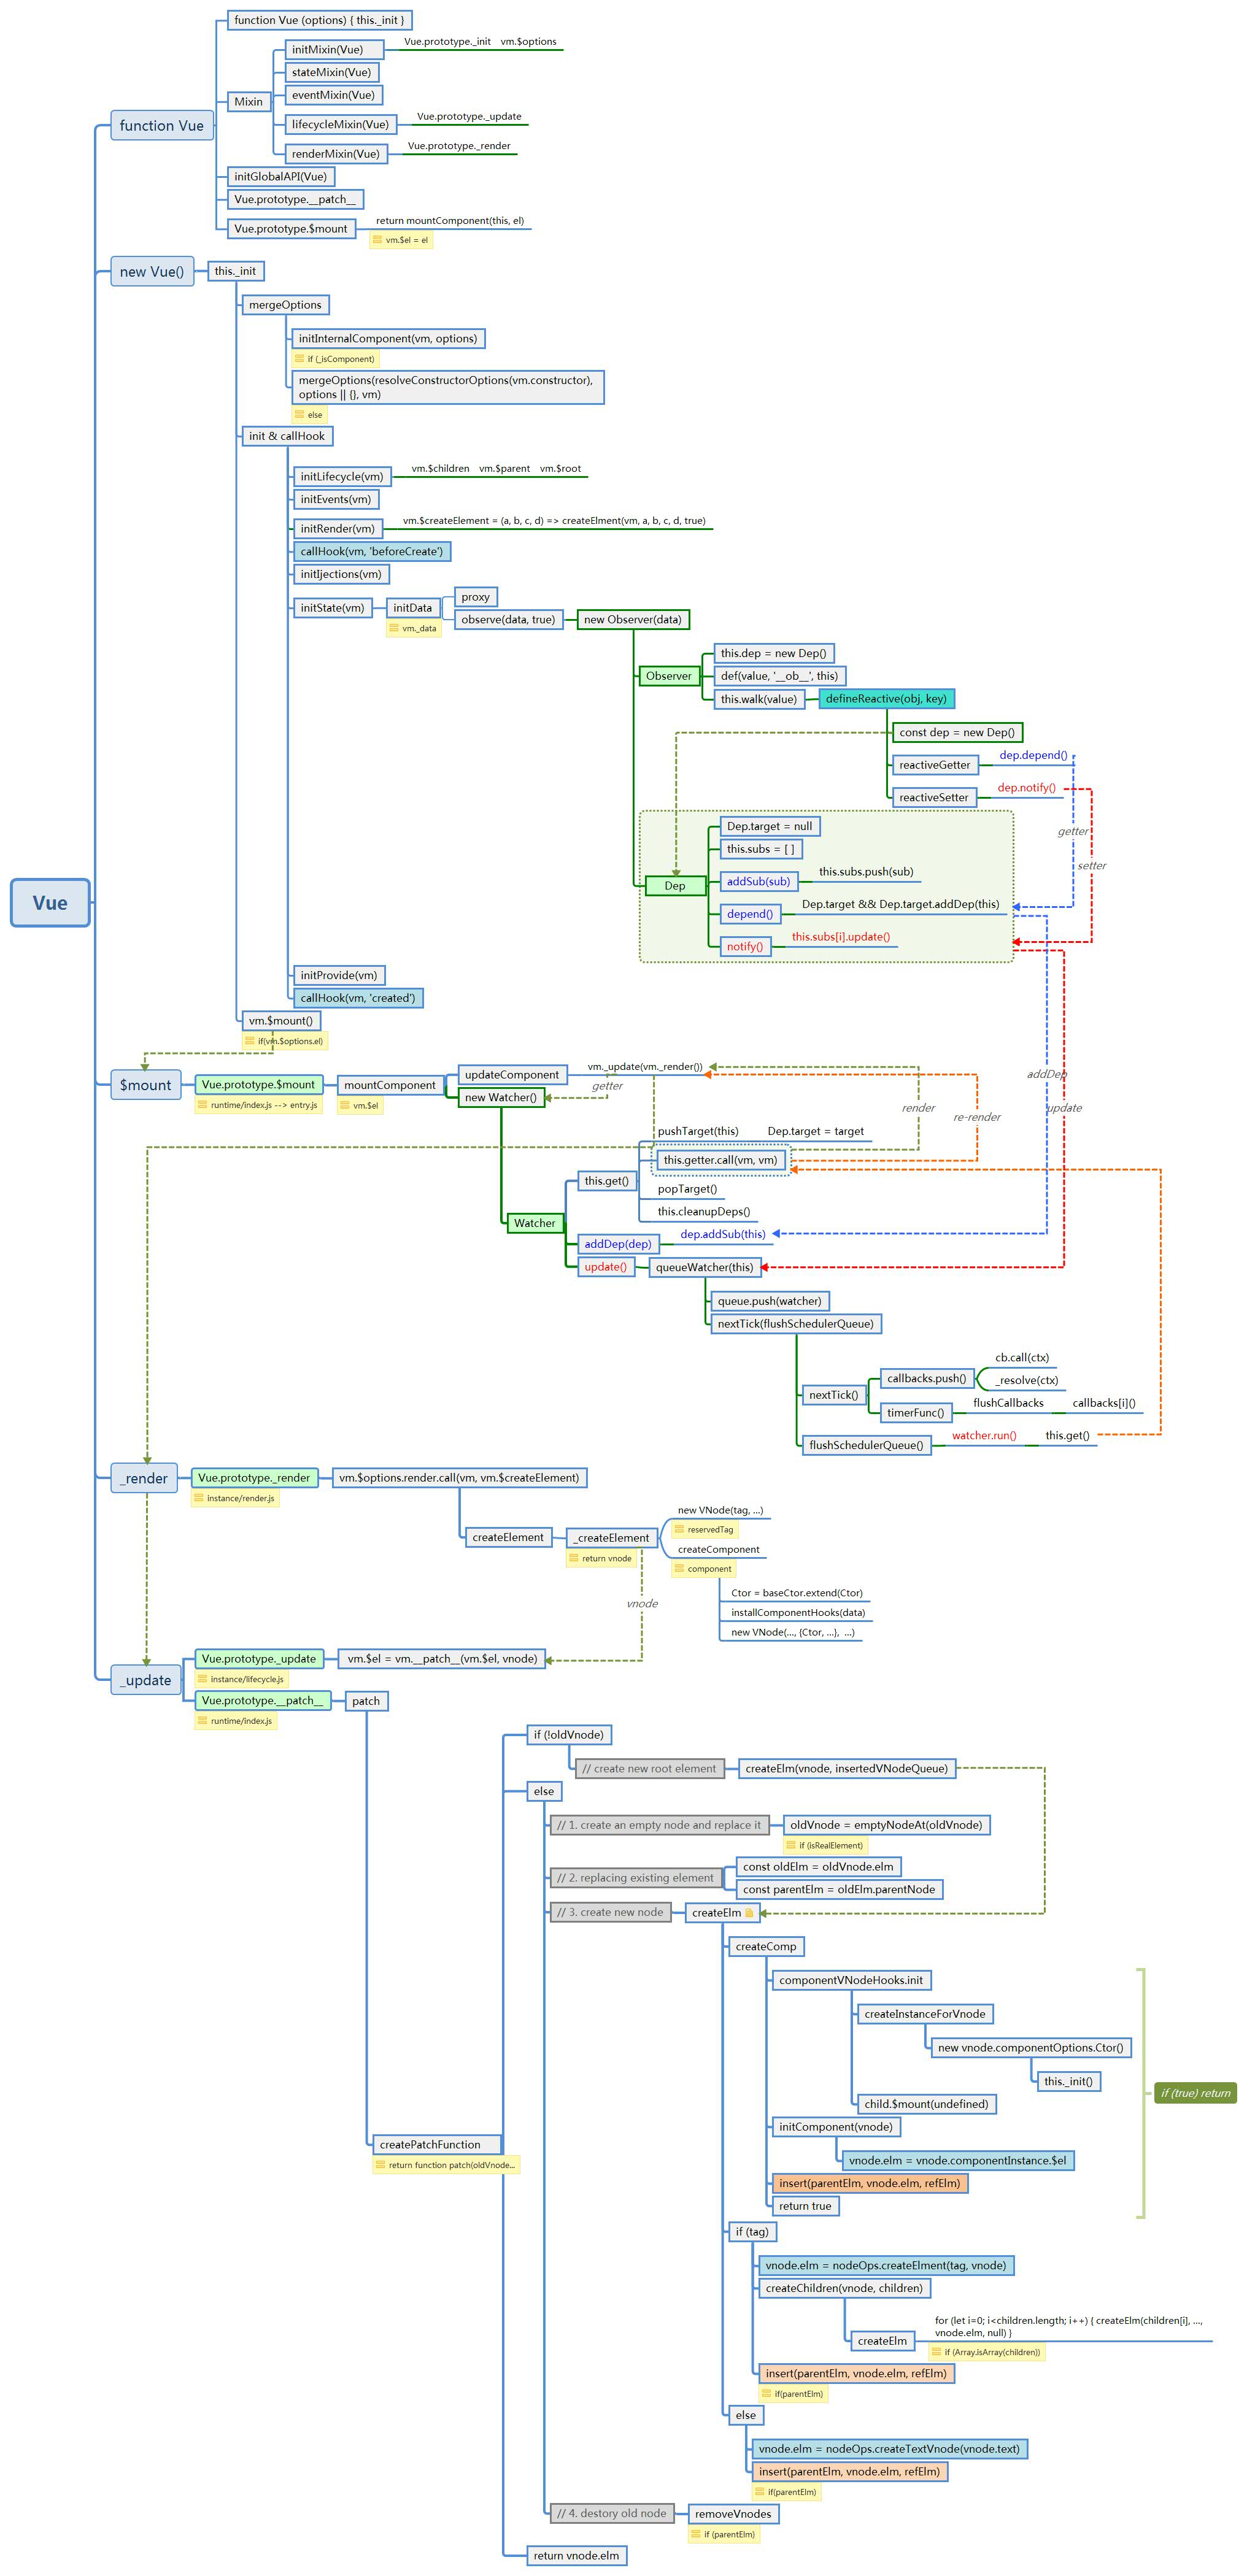 function Vue (options) { this._init }
initMixin(Vue)
Vue.prototype._init    vm.$options
stateMixin(Vue)
eventMixin(Vue)
Mixin
lifecycleMixin(Vue)
Vue.prototype._update
function Vue
renderMixin(Vue)
Vue.prototype._render
initGlobalAPI(Vue)
Vue.prototype.__patch__
Vue.prototype.$mount
return mountComponent(this, el)
vm.$el = el
new Vue()
this._init
mergeOptions
initInternalComponent(vm, options)
if (_isComponent)
mergeOptions(resolveConstructorOptions(vm.constructor),
options || {}, vm)
else
init & callHook
initLifecycle(vm)
vm.$children    vm.$parent    vm.$root
initEvents(vm)
initRender(vm)
vm.$createElement = (a, b, c, d) => createElment(vm, a, b, c, d, true)
callHook(vm, 'beforeCreate')
initIjections(vm)
initState(vm)
initData
vm._data
proxy
observe(data, true)
new Observer(data)
this.dep = new Dep()
Observer
def(value, '__ob__', this)
this.walk(value)
defineReactive(obj, key)
const dep = new Dep()
reactiveGetter
dep.depend()
reactiveSetter
dep.notify()
getter
setter
Dep.target = null
this.subs = [ ]
Dep
addSub(sub)
this.subs.push(sub)
depend()
Dep.target && Dep.target.addDep(this)
notify()
this.subs[i].update()
Vue
initProvide(vm)
callHook(vm, 'created')
vm.$mount()
if(vm.$options.el)
$mount
Vue.prototype.$mount
runtime/index.js --> entry.js
mountComponent
vm.$el
updateComponent
vm._update(vm._render())
getter
new Watcher()
addDep
render
re-render
update
pushTarget(this)
Dep.target = target
this.getter.call(vm, vm)
this.get()
popTarget()
this.cleanupDeps()
Watcher
addDep(dep)
dep.addSub(this)
update()
queueWatcher(this)
queue.push(watcher)
nextTick(flushSchedulerQueue)
cb.call(ctx)
callbacks.push()
_resolve(ctx)
nextTick()
timerFunc()
flushCallbacks
callbacks[i]()
flushSchedulerQueue()
watcher.run()
this.get()
_render
Vue.prototype._render
instance/render.js
vm.$options.render.call(vm, vm.$createElement)
createElement
_createElement
return vnode
new VNode(tag, ...)
reservedTag
createComponent
component
Ctor = baseCtor.extend(Ctor)
installComponentHooks(data)
new VNode(..., {Ctor, ...},  ...)
vnode
_update
Vue.prototype._update
instance/lifecycle.js
vm.$el = vm.__patch__(vm.$el, vnode)
Vue.prototype.__patch__
runtime/index.js
patch
if (!oldVnode)
// create new root element
createElm(vnode, insertedVNodeQueue)
else
// 1. create an empty node and replace it
oldVnode = emptyNodeAt(oldVnode)
if (isRealElement)
// 2. replacing existing element
const oldElm = oldVnode.elm
const parentElm = oldElm.parentNode
// 3. create new node
createElm
createComp
componentVNodeHooks.init
createInstanceForVnode
new vnode.componentOptions.Ctor()
this._init()
if (true) return
child.$mount(undefined)
initComponent(vnode)
createPatchFunction
return function patch(oldVnode...
vnode.elm = vnode.componentInstance.$el
insert(parentElm, vnode.elm, refElm)
return true
if (tag)
vnode.elm = nodeOps.createElment(tag, vnode)
createChildren(vnode, children)
for (let i=0; i<children.length; i++) { createElm(children[i], ...,
vnode.elm, null) }
createElm
if (Array.isArray(children))
insert(parentElm, vnode.elm, refElm)
if(parentElm)
else
vnode.elm = nodeOps.createTextVnode(vnode.text)
insert(parentElm, vnode.elm, refElm)
if(parentElm)
// 4. destory old node
removeVnodes
if (parentElm)
return vnode.elm